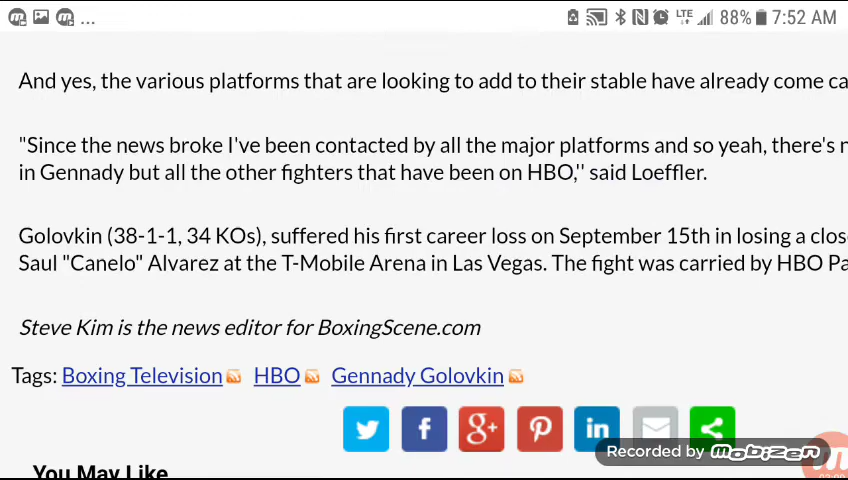 ...
LTE 88% 7:52 AM
And yes, the various platforms that are looking to add to their stable have already come ca
"Since the news broke I've been contacted by all the major platforms and so yeah, there's n
in Gennady but all the other fighters that have been on HBO,'' said Loeffler.
Golovkin (38-1-1, 34 KOs), suffered his first career loss on September 15th in losing a clos
Saul "Canelo" Alvarez at the T-Mobile Arena in Las Vegas. The fight was carried by HBO Pa
Steve Kim is the news editor for BoxingScene.com
Tags: Boxing Television HBO Gennady Golovkin
Recorded by mobizen
You May Like